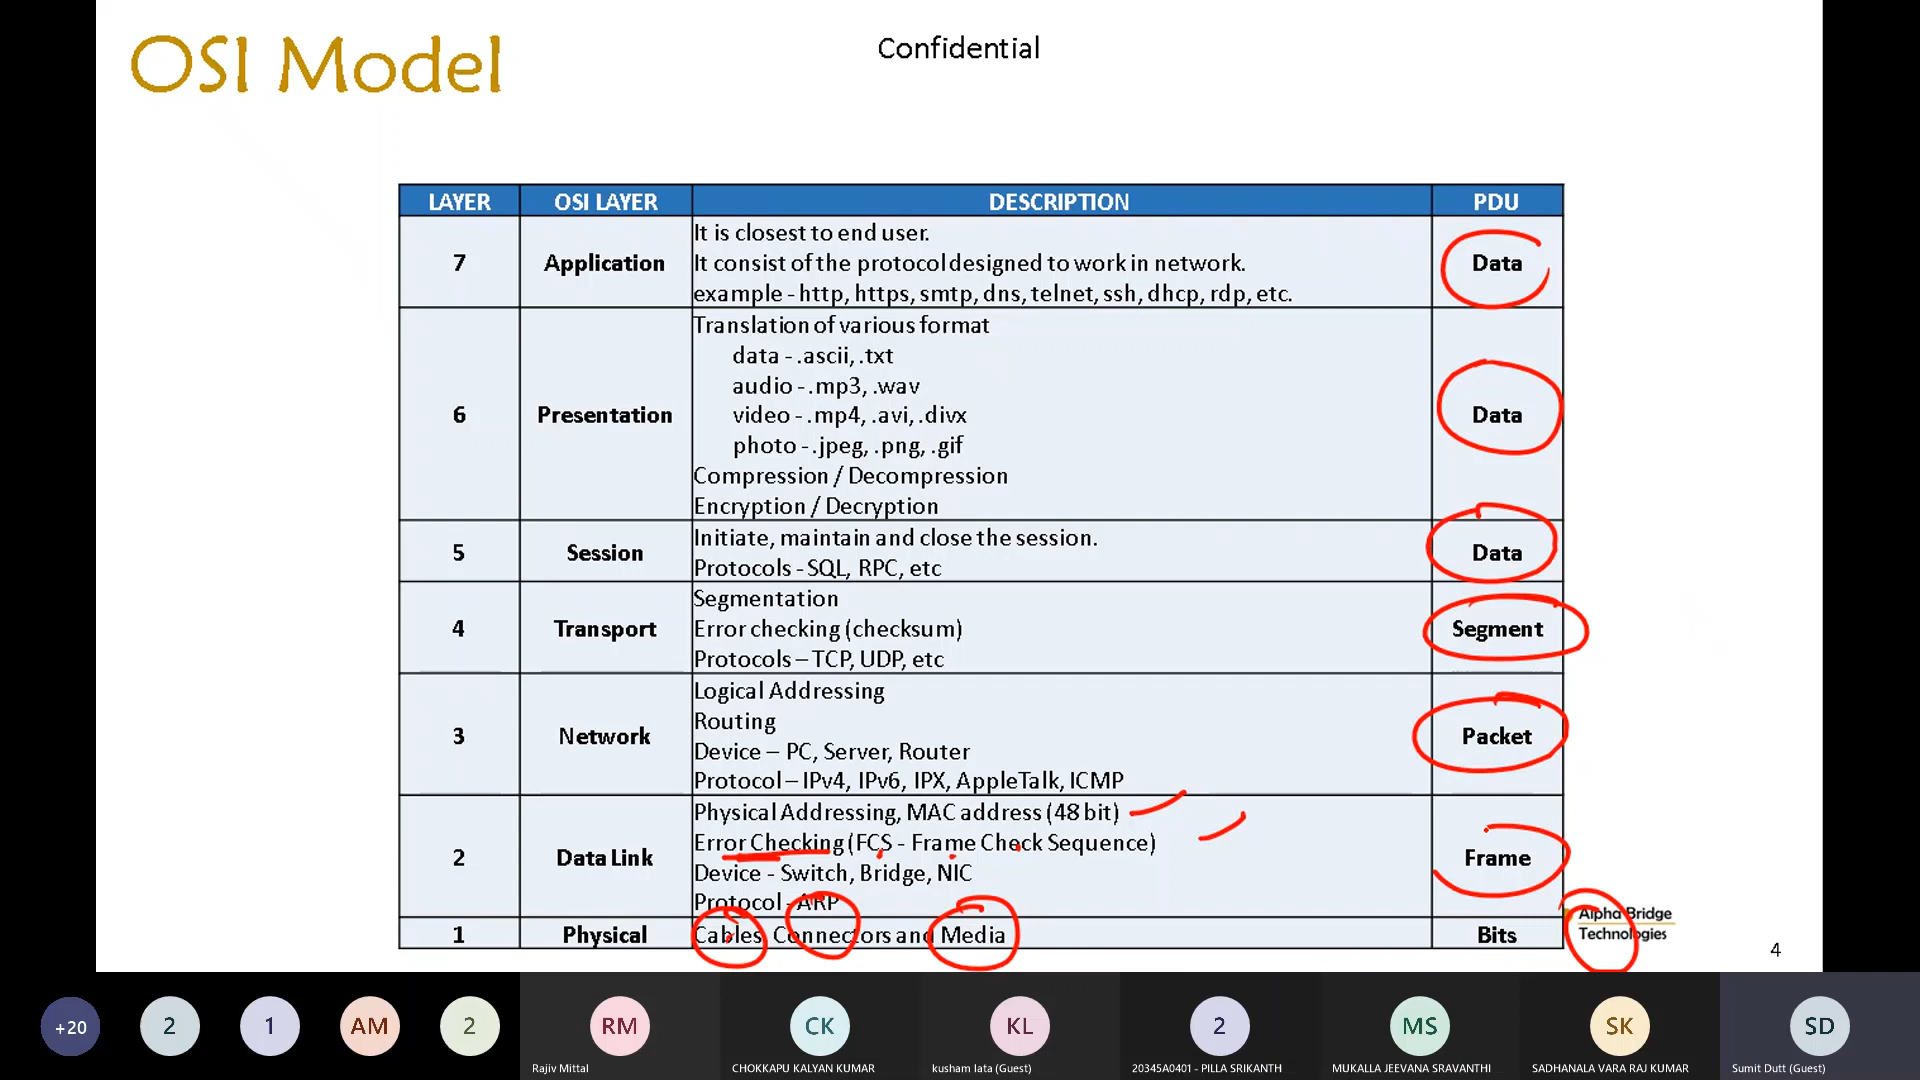 OSI Model
Confidential
LAYER OSI LAYER DESCRIPTION PDU
7 Application Data
It is closest to end user.
It consist of the protocol designed to work in network.
example - http, https, smtp, dns, telnet, ssh, dhcp, rdp, etc.
6 Presentation Data
Translation of various format
data - .ascii, .txt
audio - .mp3, .wav
video - .mp4, .avi, .divx
photo - .jpeg, .png, .gif
Compression / Decompression
Encryption / Decryption
5 Session Data
Initiate, maintain and close the session.
Protocols - SQL, RPC, etc
4 Transport Segment
Segmentation
Error checking (checksum)
Protocols – TCP, UDP, etc
3 Network Packet
Logical Addressing
Routing
Device – PC, Server, Router
Protocol – IPv4, IPv6, IPX, AppleTalk, ICMP
2 Data Link Frame
Physical Addressing, MAC address (48 bit)
Error Checking (FCS - Frame Check Sequence)
Device - Switch, Bridge, NIC
Protocol - ARP
1 Physical Cables, Connectors and Media Bits
Alpha Bridge
Technologies
4
+20 2 1 AM 2 RM CK KL 2 MS SK SD
Rajiv Mittal CHOKKAPU KALYAN KUMAR kusham lata (Guest) 20345A0401 - PILLA SRIKANTH MUKALLA JEEVANA SRAVANTHI SADHANALA VARA RAJ KUMAR Sumit Dutt (Guest)